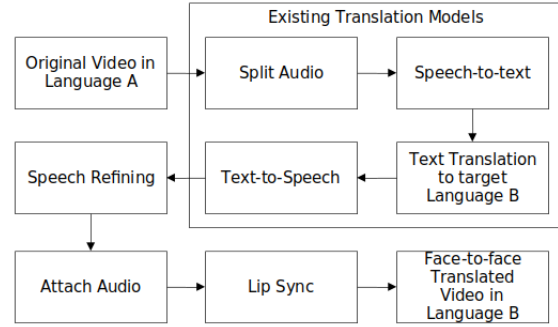 Existing Translation Models
Original Video in
Language A
Split Audio
Speech-to-text
Speech Refining
Text-to-Speech
Text Translation
to target
Language B
Attach Audio
Lip Sync
Face-to-face
Translated
Video in
Language B